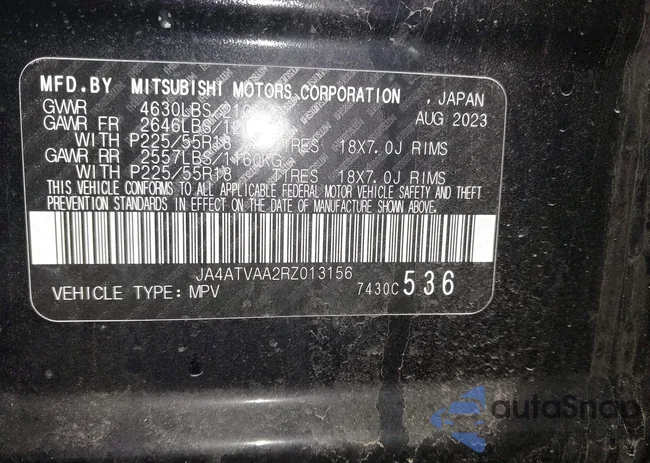 MFD.BY MITSUBISHI MOTORS CORPORATION , JAPAN
GVWR 4630LBS/ AUG 2023
GAWR FR 2646LBS/
WITH P225/55R18 TIRES 18X7.0J RIMS
GAWR RR 2557LBS/1160KG
WITH P225/55R18 TIRES 18X7.0J RIMS
THIS VEHICLE CONFORMS TO ALL APPLICABLE FEDERAL MOTOR VEHICLE SAFETY AND THEFT
PREVENTION STANDARDS IN EFFECT ON THE DATE OF MANUFACTURE SHOWN ABOVE.
JA4ATVAA2RZ013156
VEHICLE TYPE: MPV 7430C 536
autoSnap